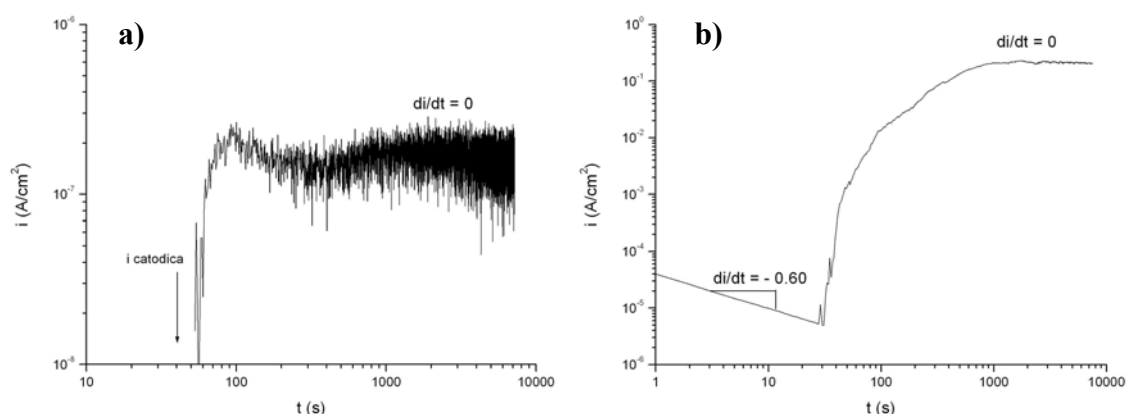 a)
10⁻⁶
di/dt = 0
i (A/cm²)
10⁻⁷
i catodica
10⁻⁸
10
100
1000
10000
t (s)
b)
10⁰
di/dt = 0
10⁻¹
10⁻²
i (A/cm²)
10⁻³
10⁻⁴
di/dt = - 0.60
10⁻⁵
10⁻⁶
1
10
100
1000
10000
t (s)